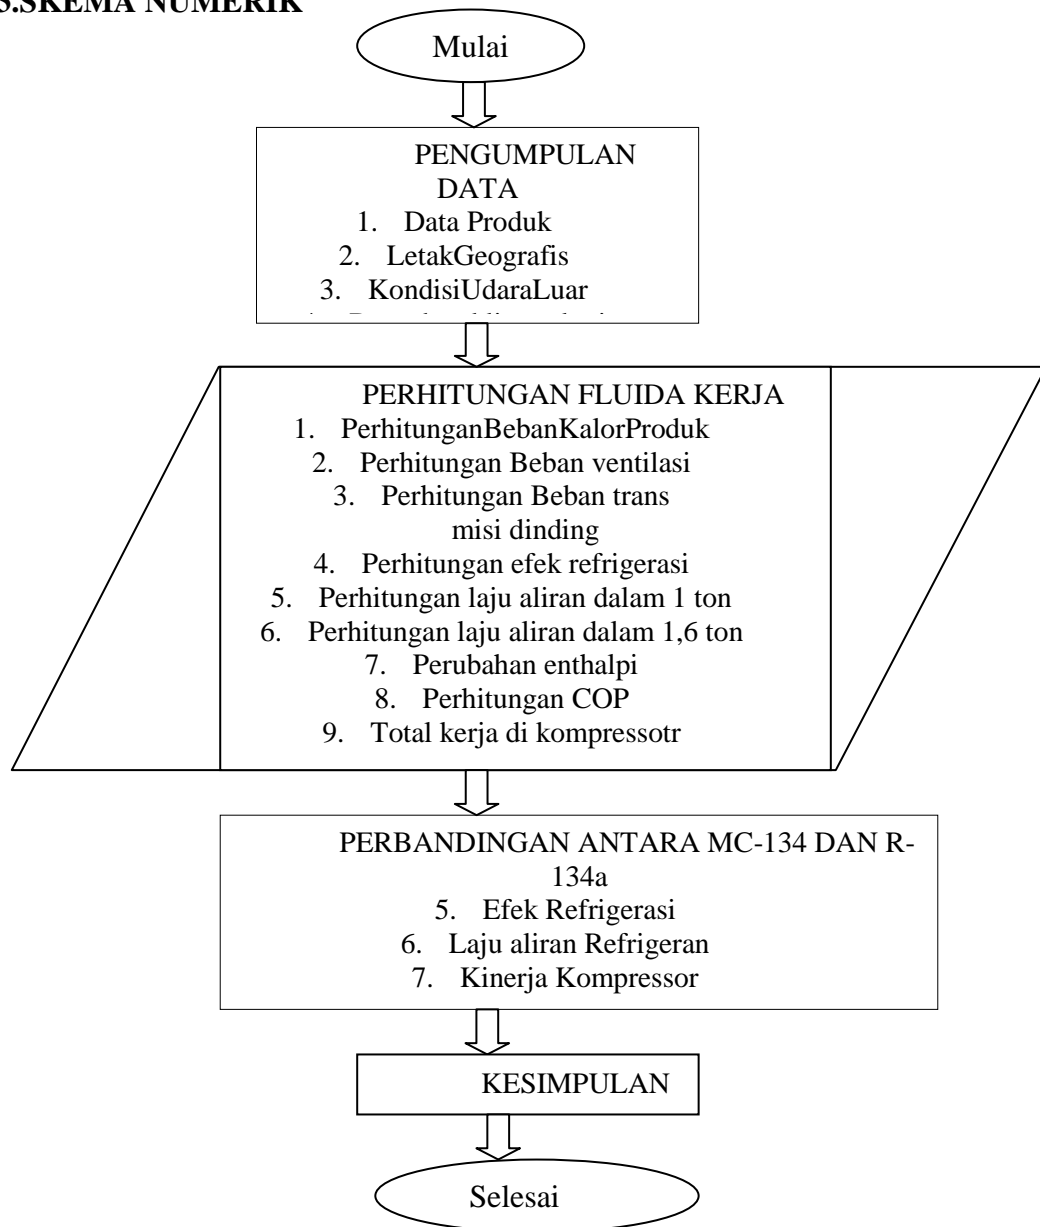 5.SKEMA NUMERIK
Mulai
PENGUMPULAN
DATA
1. Data Produk
2. LetakGeografis
3. KondisiUdaraLuar
PERHITUNGAN FLUIDA KERJA
1. PerhitunganBebanKalorProduk
2. Perhitungan Beban ventilasi
3. Perhitungan Beban trans
misi dinding
4. Perhitungan efek refrigerasi
5. Perhitungan laju aliran dalam 1 ton
6. Perhitungan laju aliran dalam 1,6 ton
7. Perubahan enthalpi
8. Perhitungan COP
9. Total kerja di kompressotr
PERBANDINGAN ANTARA MC-134 DAN R-
134a
5. Efek Refrigerasi
6. Laju aliran Refrigeran
7. Kinerja Kompressor
KESIMPULAN
Selesai